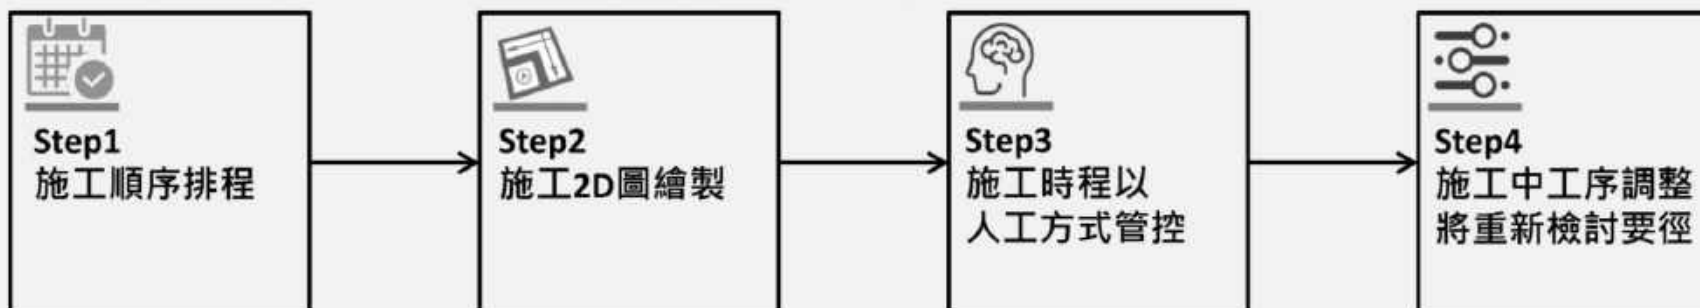 Step1
施工順序排程
Step2
施工2D圖繪製
Step3
施工時程以
人工方式管控
Step4
施工中工序調整
將重新檢討要徑